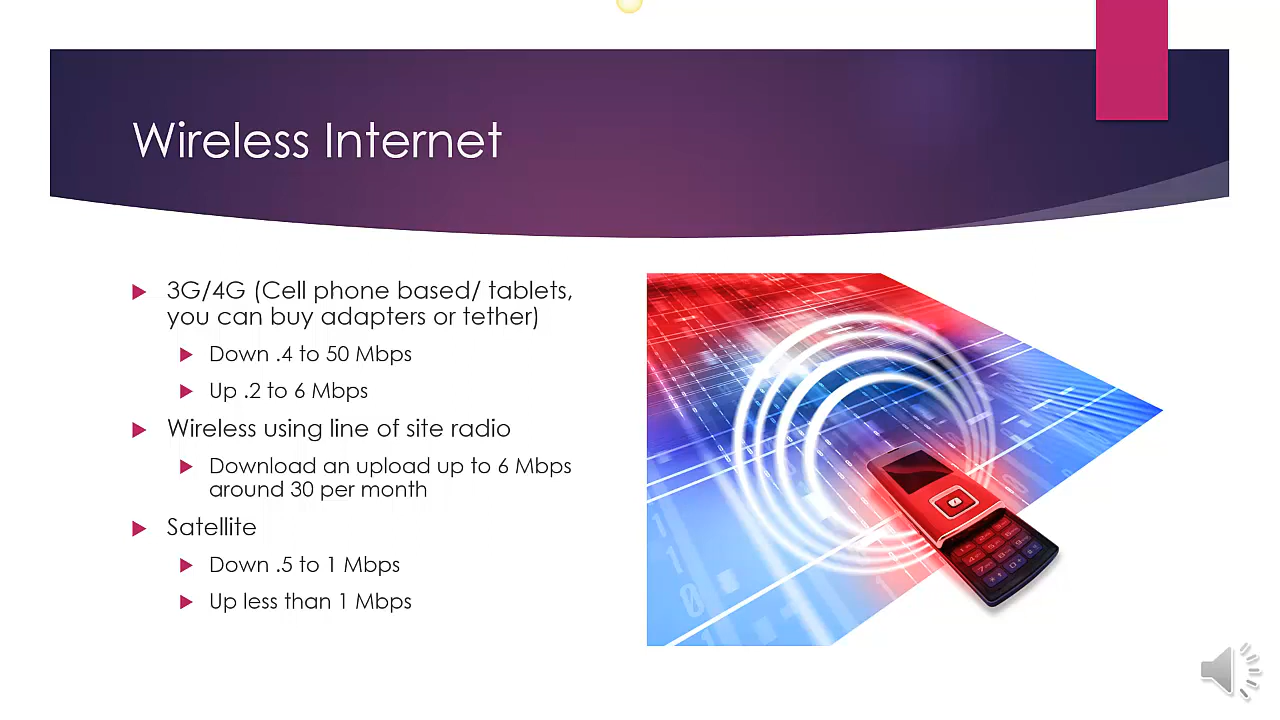 Wireless Internet
3G/4G (Cell phone based/ tablets,
you can buy adapters or tether)
Down .4 to 50 Mbps
Up .2 to 6 Mbps
Wireless using line of site radio
Download an upload up to 6 Mbps
around 30 per month
Satellite
Down .5 to 1 Mbps
Up less than 1 Mbps